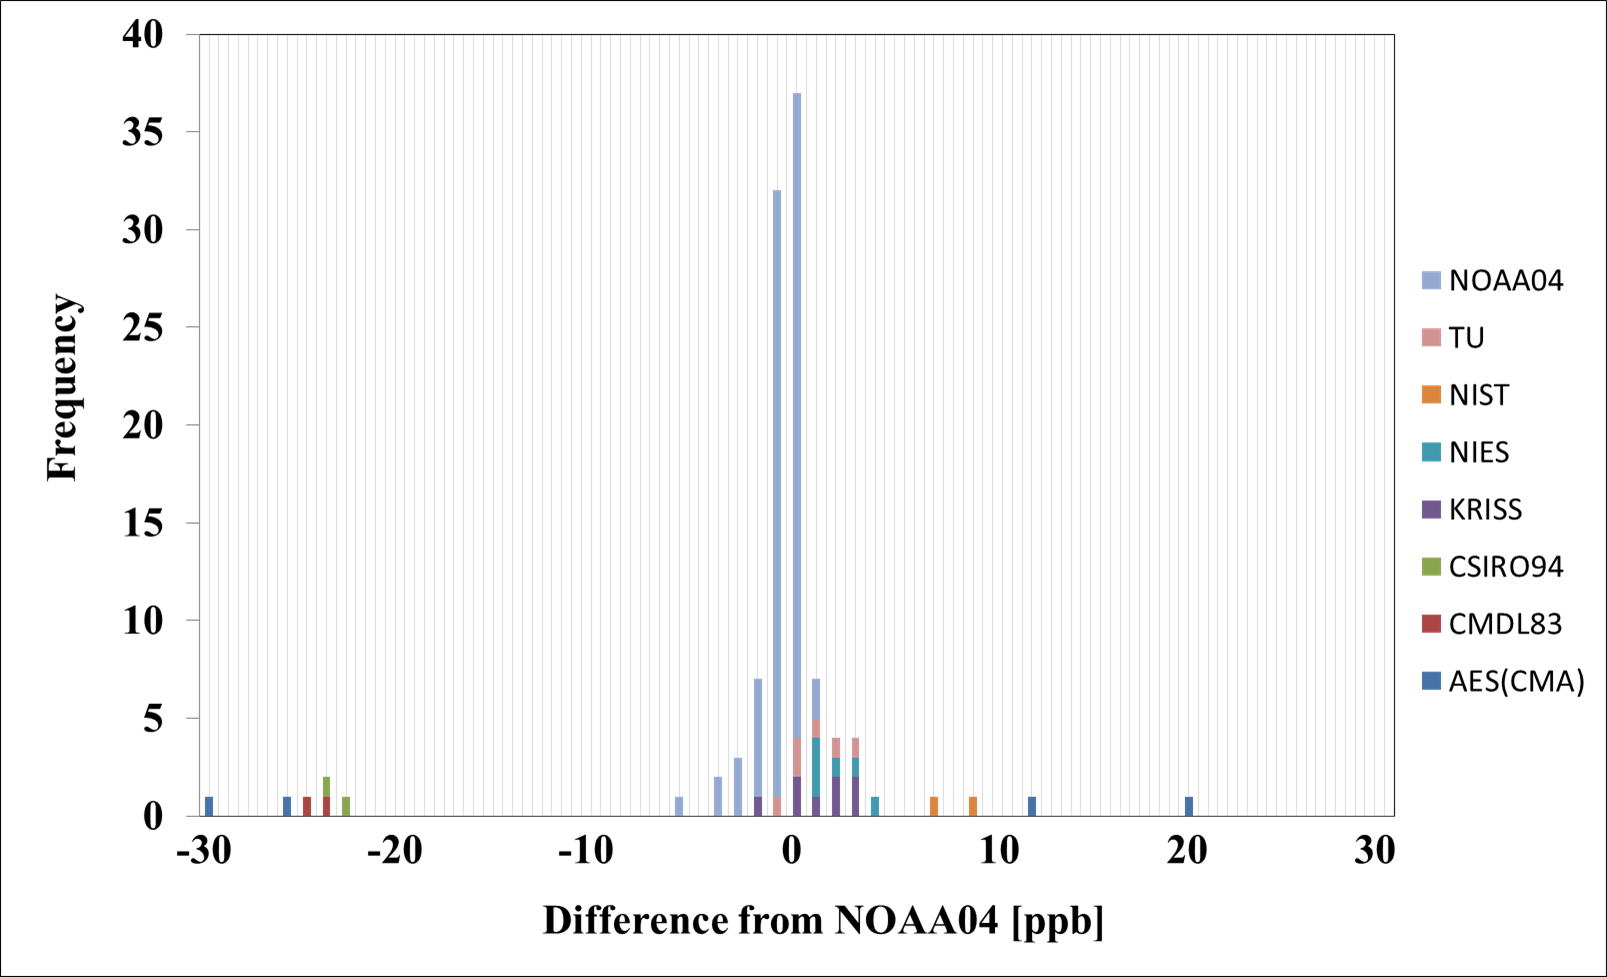 40
35
30
25
20
15
10
5
0
Frequency
-30 -20 -10 0 10 20 30
Difference from NOAA04 [ppb]
NOAA04
TU
NIST
NIES
KRISS
CSIRO94
CMDL83
AES(CMA)